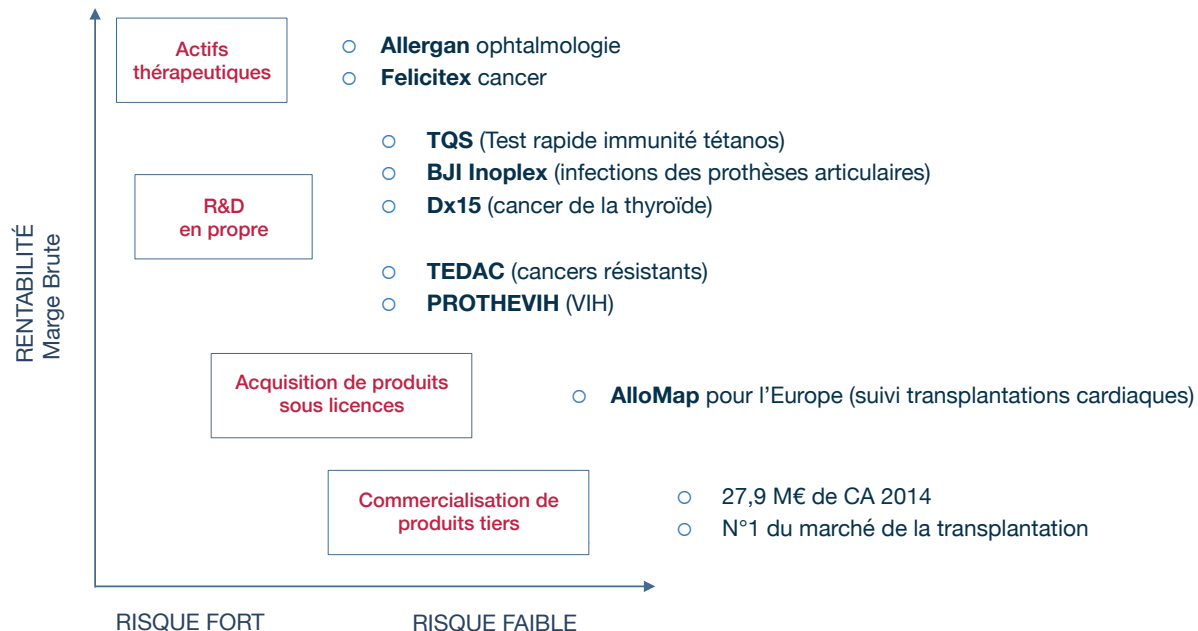 Actifs
thérapeutiques
Allergan ophtalmologie
Felicitex cancer
R&D
en propre
TQS (Test rapide immunité tétanos)
BJI Inoplex (infections des prothèses articulaires)
Dx15 (cancer de la thyroïde)
TEDAC (cancers résistants)
PROTHEVIH (VIH)
RENTABILITÉ
Marge Brute
Acquisition de produits
sous licences
AlloMap pour l’Europe (suivi transplantations cardiaques)
Commercialisation de
produits tiers
27,9 M€ de CA 2014
N°1 du marché de la transplantation
RISQUE FORT
RISQUE FAIBLE